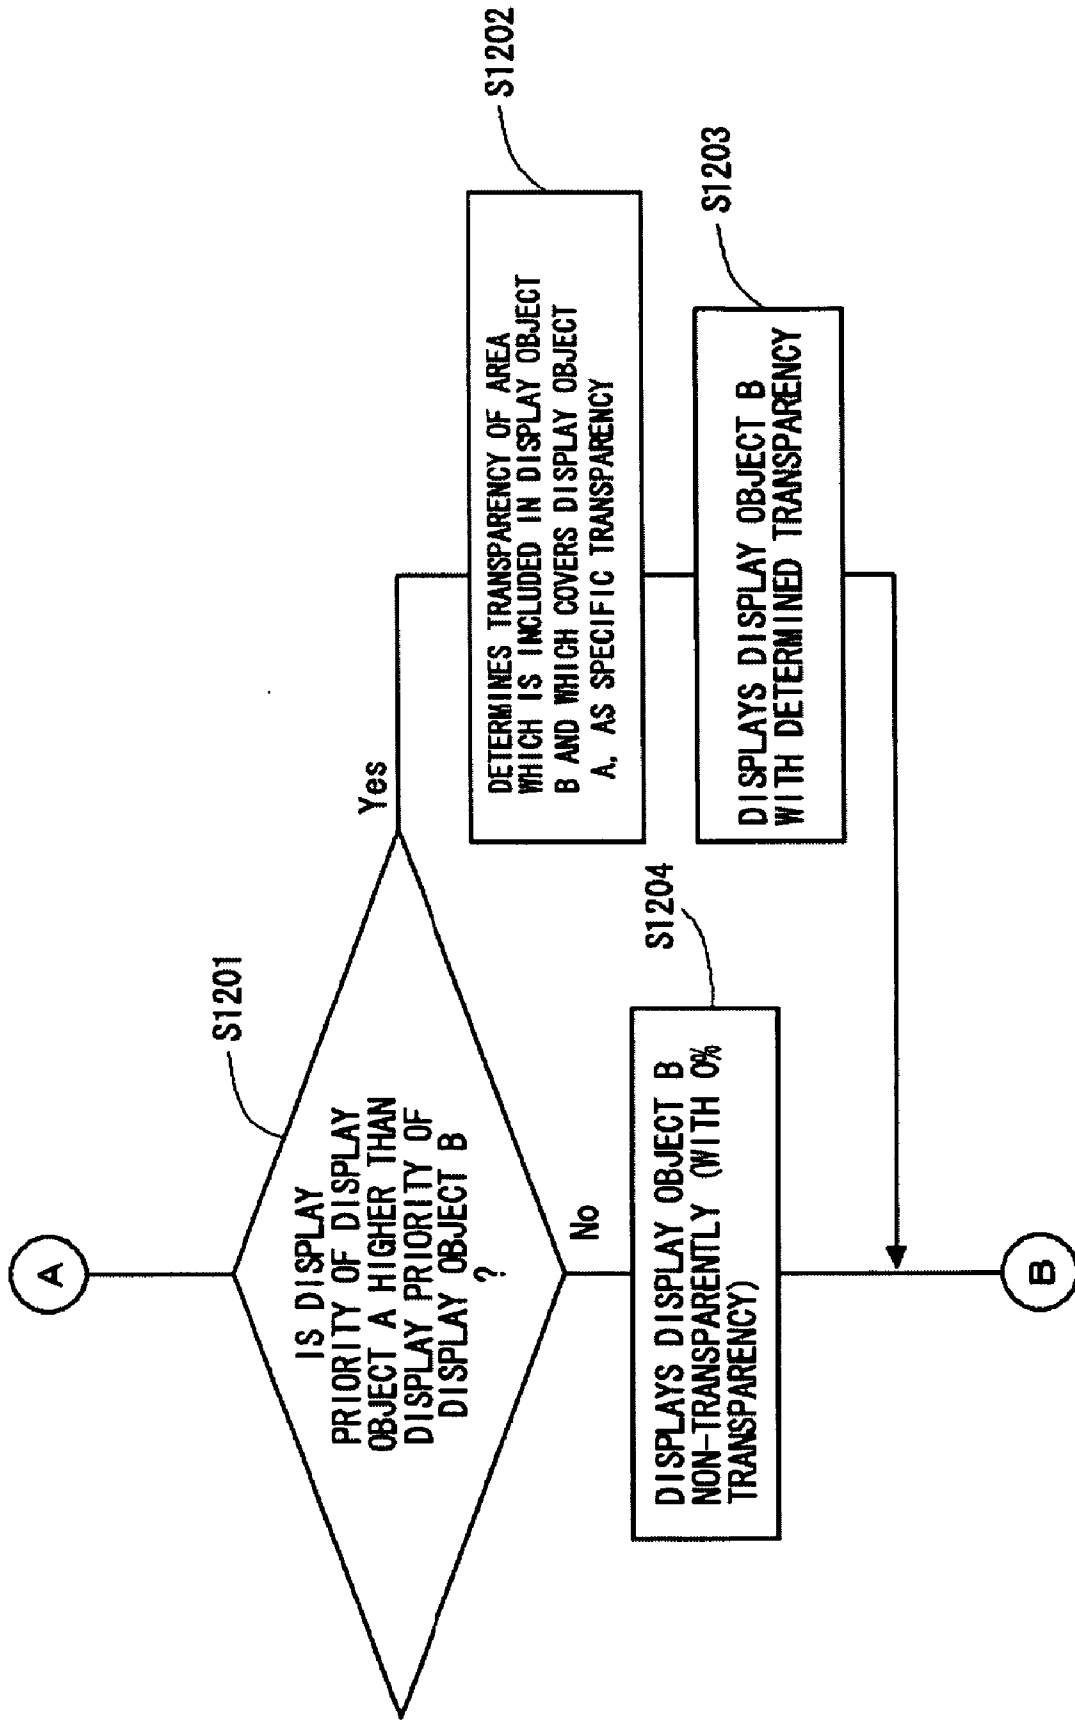 A
S1201
IS DISPLAY
PRIORITY OF DISPLAY
OBJECT A HIGHER THAN
DISPLAY PRIORITY OF
DISPLAY OBJECT B
?
Yes
No
S1202
DETERMINES TRANSPARENCY OF AREA
WHICH IS INCLUDED IN DISPLAY OBJECT
B AND WHICH COVERS DISPLAY OBJECT
A, AS SPECIFIC TRANSPARENCY
S1203
DISPLAYS DISPLAY OBJECT B
WITH DETERMINED TRANSPARENCY
S1204
DISPLAYS DISPLAY OBJECT B
NON-TRANSPARENTLY (WITH 0%
TRANSPARENCY)
B